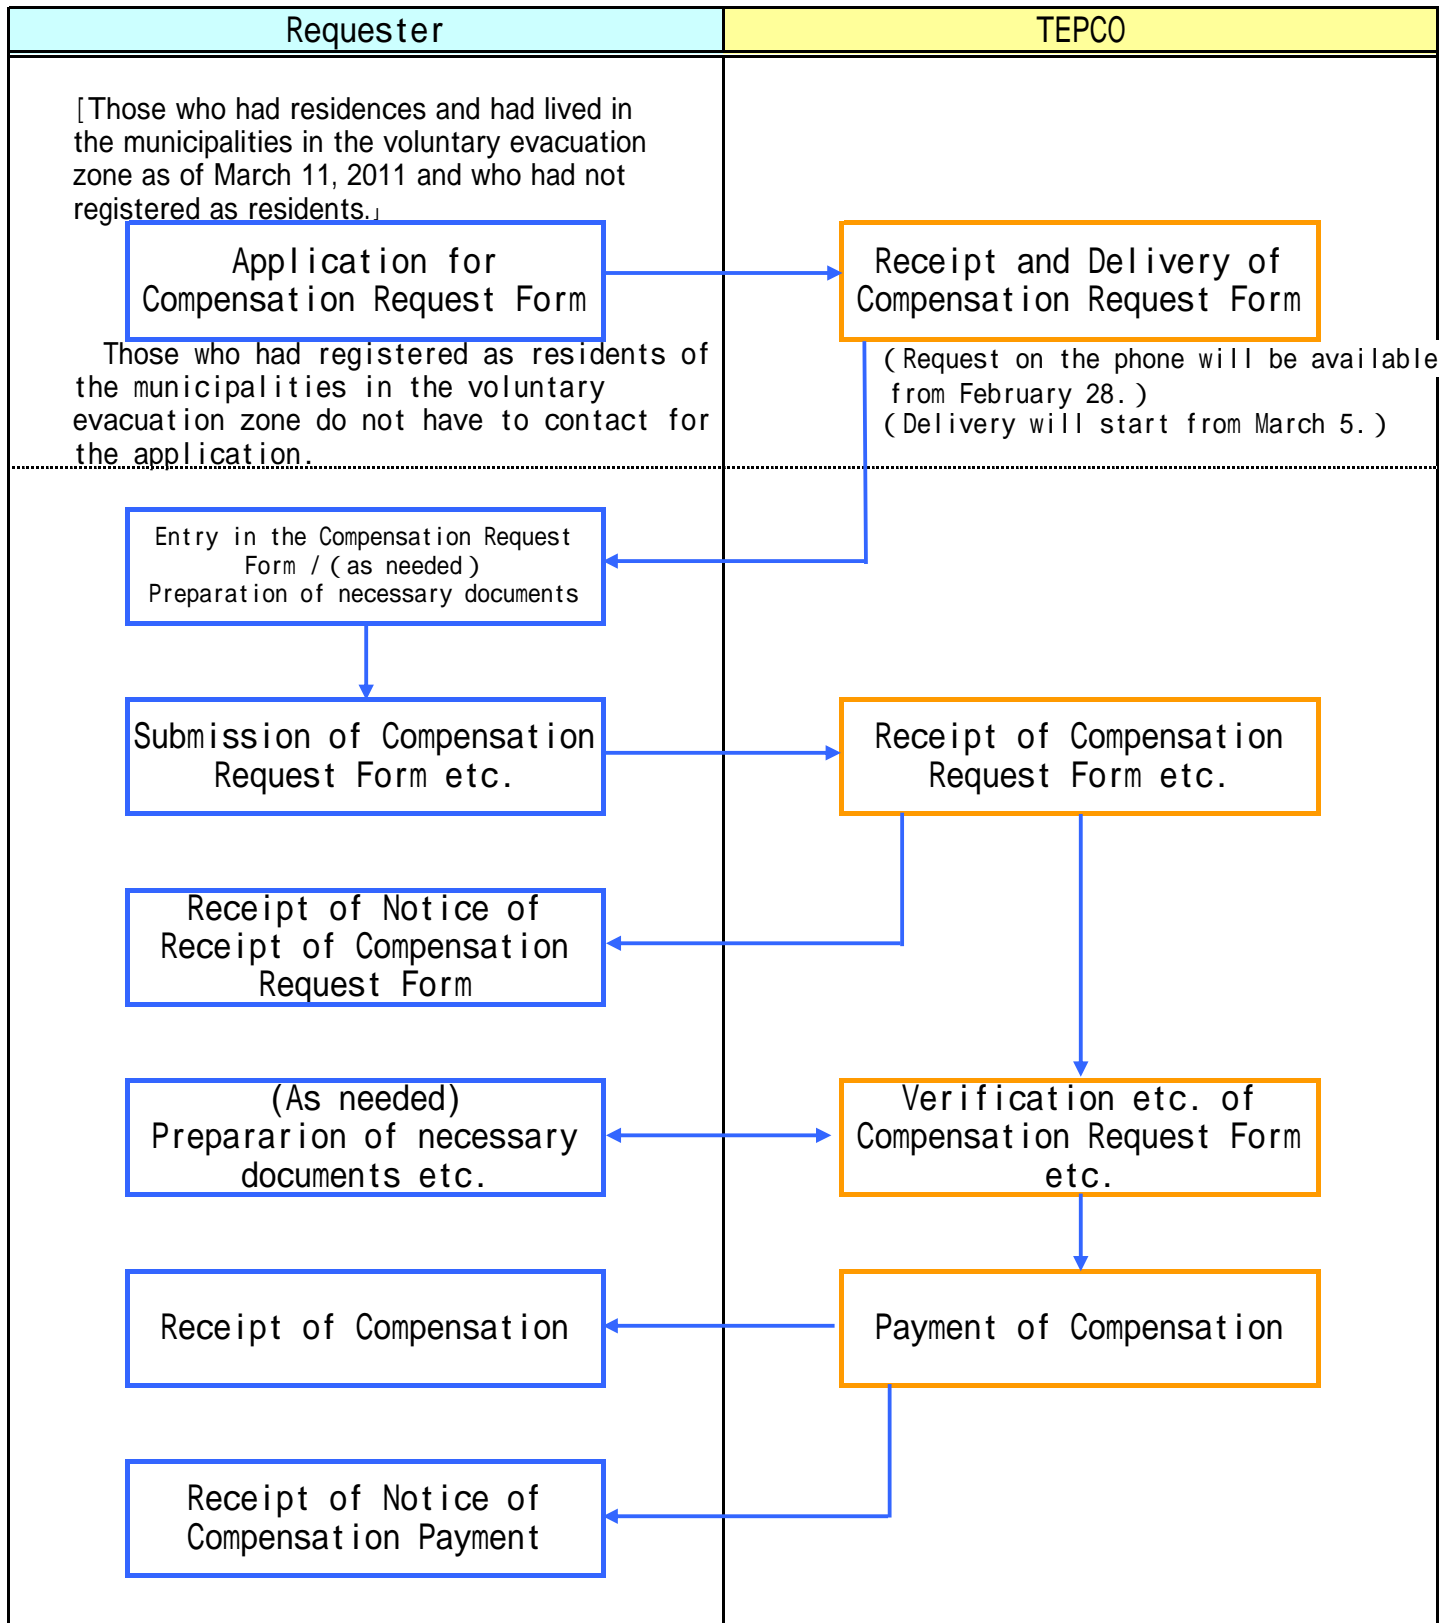 Requester
TEPCO
[Those who had residences and had lived in
the municipalities in the voluntary evacuation
zone as of March 11, 2011 and who had not
registered as residents.」
Application for
Compensation Request Form
Receipt and Delivery of
Compensation Request Form
Those who had registered as residents of
the municipalities in the voluntary
evacuation zone do not have to contact for
the application.
(Request on the phone will be available
from February 28.)
(Delivery will start from March 5.)
Entry in the Compensation Request
Form /(as needed)
Preparation of necessary documents
Submission of Compensation
Request Form etc.
Receipt of Compensation
Request Form etc.
Receipt of Notice of
Receipt of Compensation
Request Form
(As needed)
Prepararion of necessary
documents etc.
Verification etc. of
Compensation Request Form
etc.
Receipt of Compensation
Payment of Compensation
Receipt of Notice of
Compensation Payment